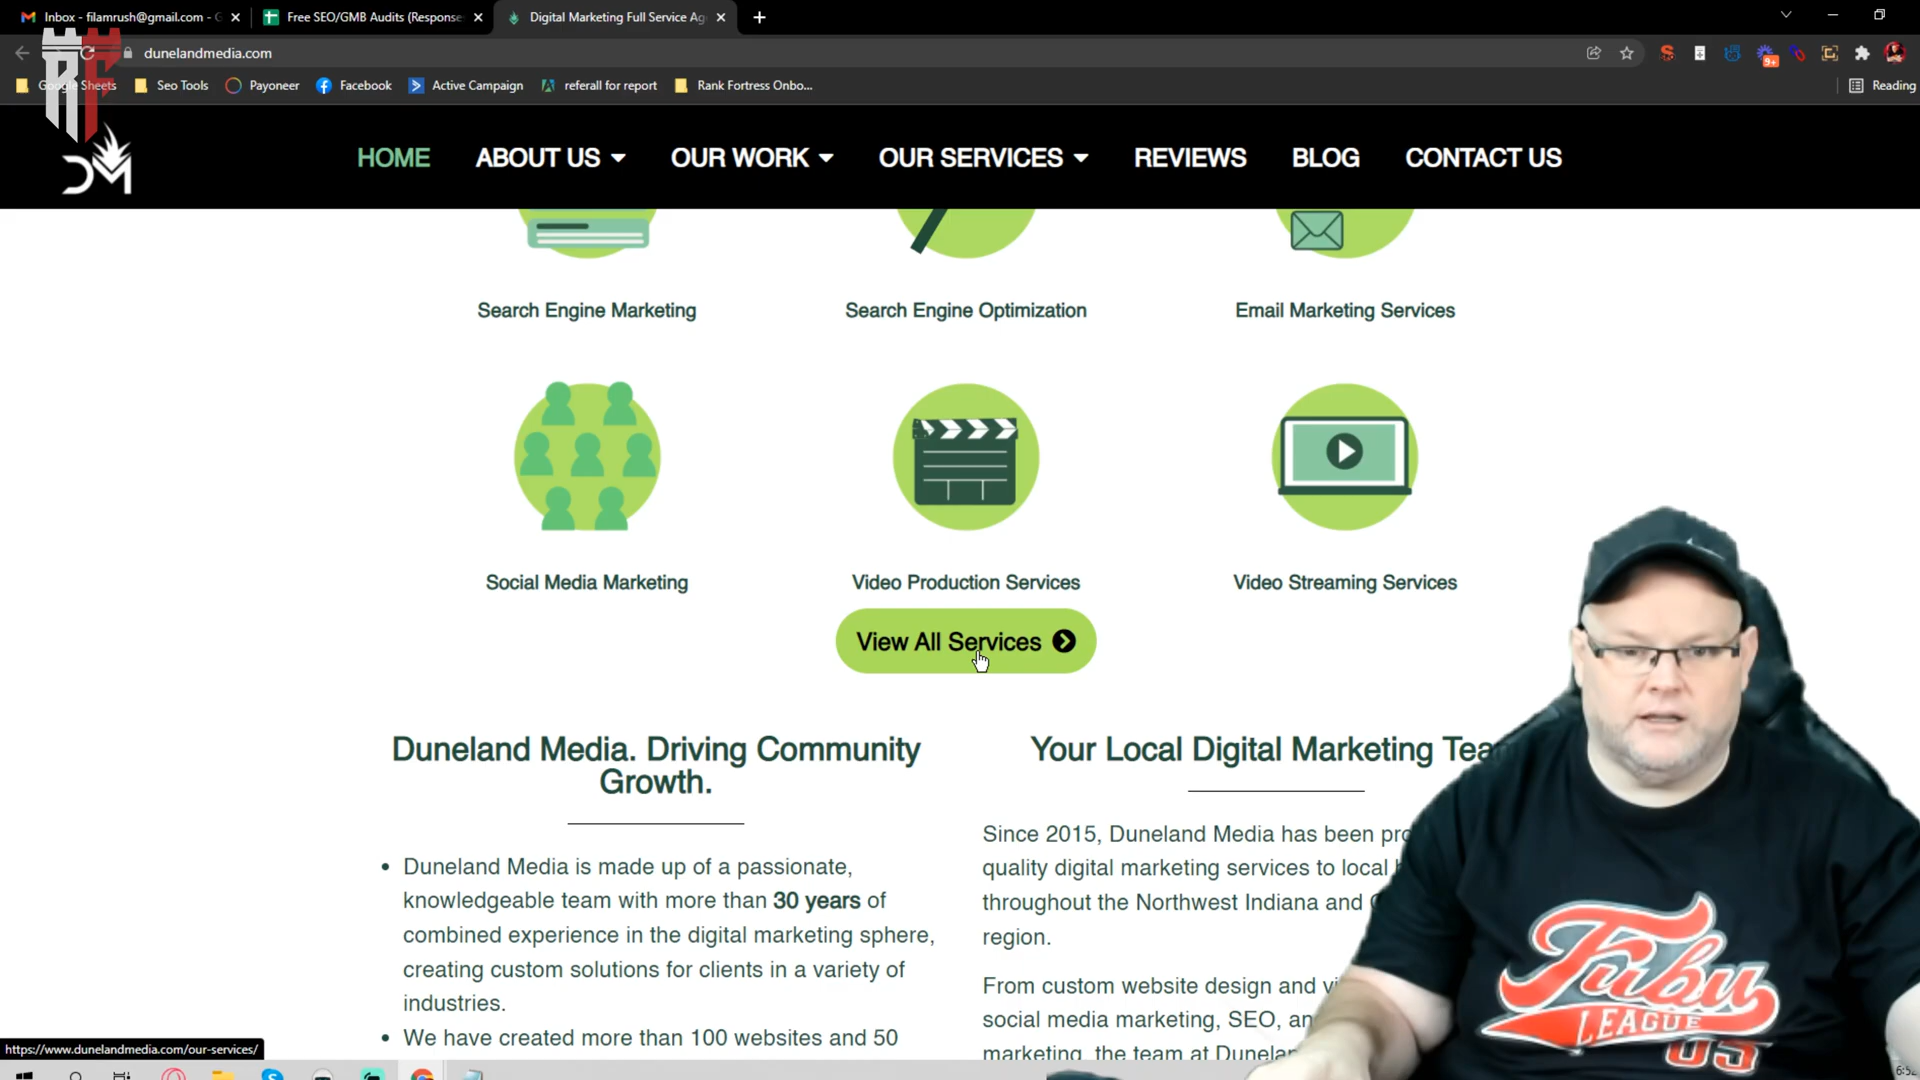 Inbox - filamrush@gmail.com - G
Free SEO/GMB Audits (Response
Digital Marketing Full Service Ag
dunelandmedia.com
9+
Google Sheets
Seo Tools
Payoneer
Facebook
Active Campaign
referall for report
Rank Fortress Onbo...
Reading
RF
DM
HOME
ABOUT US
OUR WORK
OUR SERVICES
REVIEWS
BLOG
CONTACT US
Search Engine Marketing
Search Engine Optimization
Email Marketing Services
Social Media Marketing
Video Production Services
Video Streaming Services
View All Services
Duneland Media. Driving Community
Growth.
• Duneland Media is made up of a passionate,
knowledgeable team with more than 30 years of
combined experience in the digital marketing sphere,
creating custom solutions for clients in a variety of
industries.
• We have created more than 100 websites and 50
Your Local Digital Marketing Tea
Since 2015, Duneland Media has been pro
quality digital marketing services to local
throughout the Northwest Indiana and
region.
From custom website design and vi
social media marketing, SEO, an
marketing, the team at Dunelan
https://www.dunelandmedia.com/our-services/
Fubu
LEAGUE
05
6:52